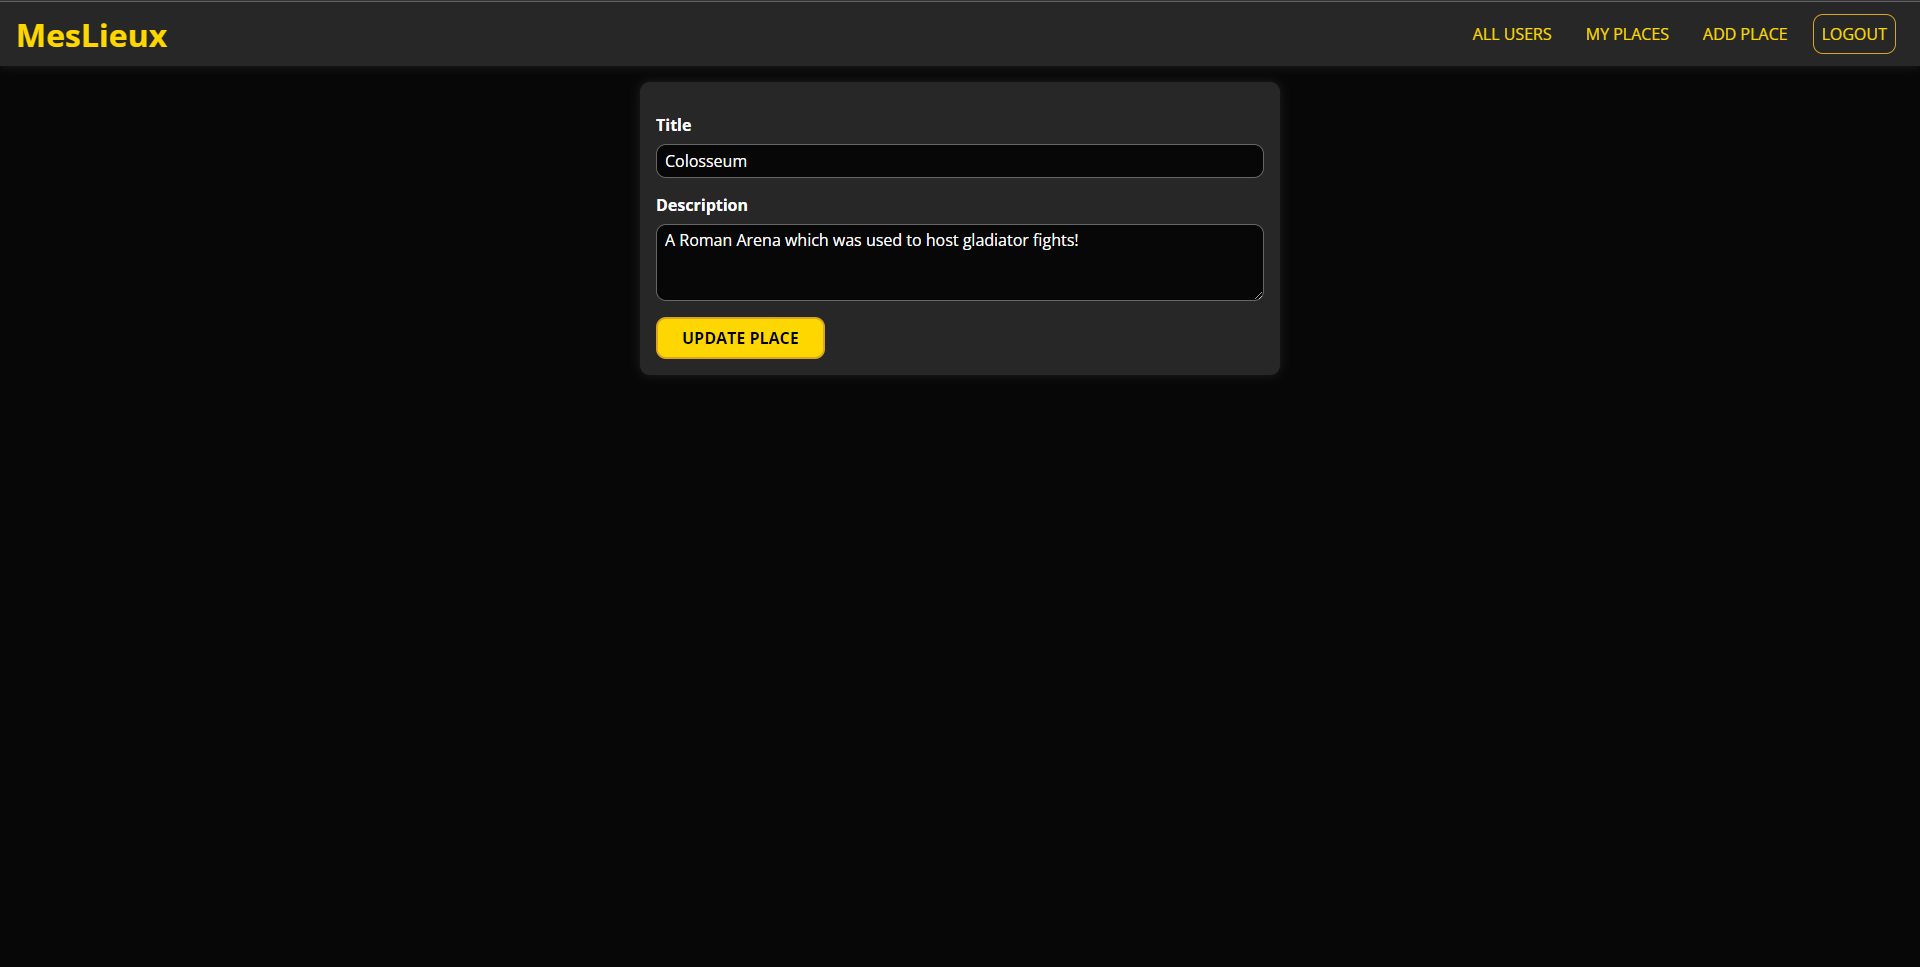 MesLieux
ALL USERS
MY PLACES
ADD PLACE
LOGOUT
Title
Colosseum
Description
A Roman Arena which was used to host gladiator fights!
UPDATE PLACE